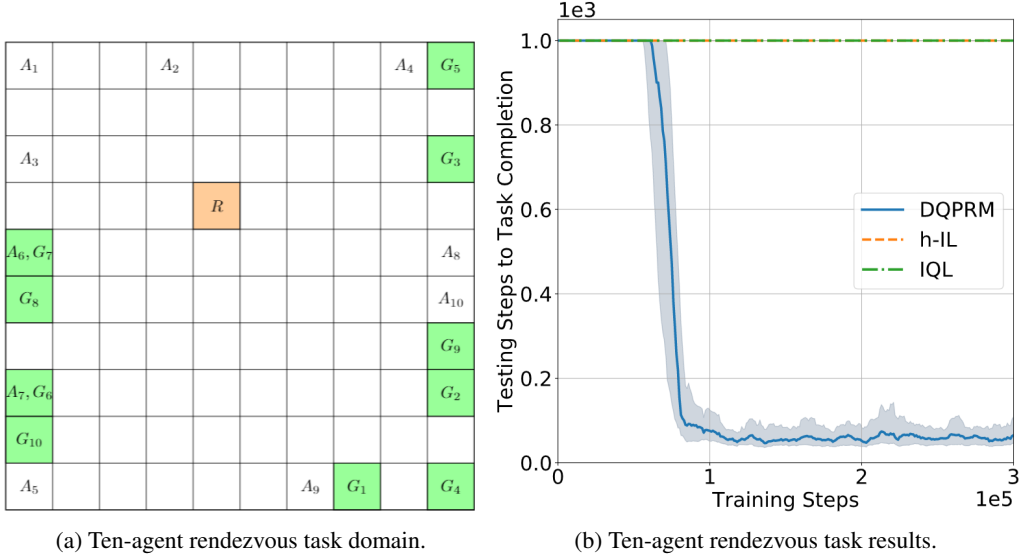 A1 A2 A4 G5
A3 G3
R
A6, G7 A8
G8 A10
G9
A7, G6 G2
G10
A5 A9 G1 G4
(a) Ten-agent rendezvous task domain.
1e3
1.0
0.8
0.6
0.4
0.2
0.0
Testing Steps to Task Completion
DQPRM
h-IL
IQL
0 1 2 3
Training Steps
1e5
(b) Ten-agent rendezvous task results.